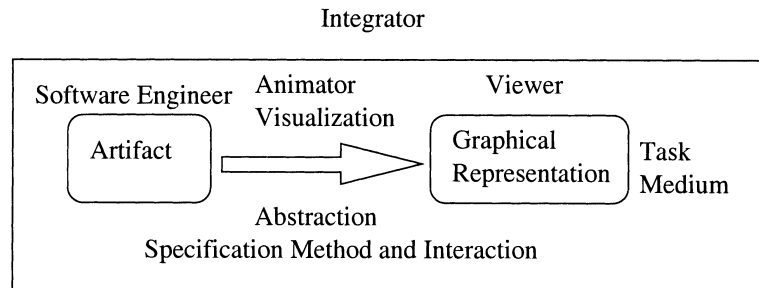 Integrator
Software Engineer
Animator
Visualization
Viewer
Artifact
Graphical
Representation
Task
Medium
Abstraction
Specification Method and Interaction